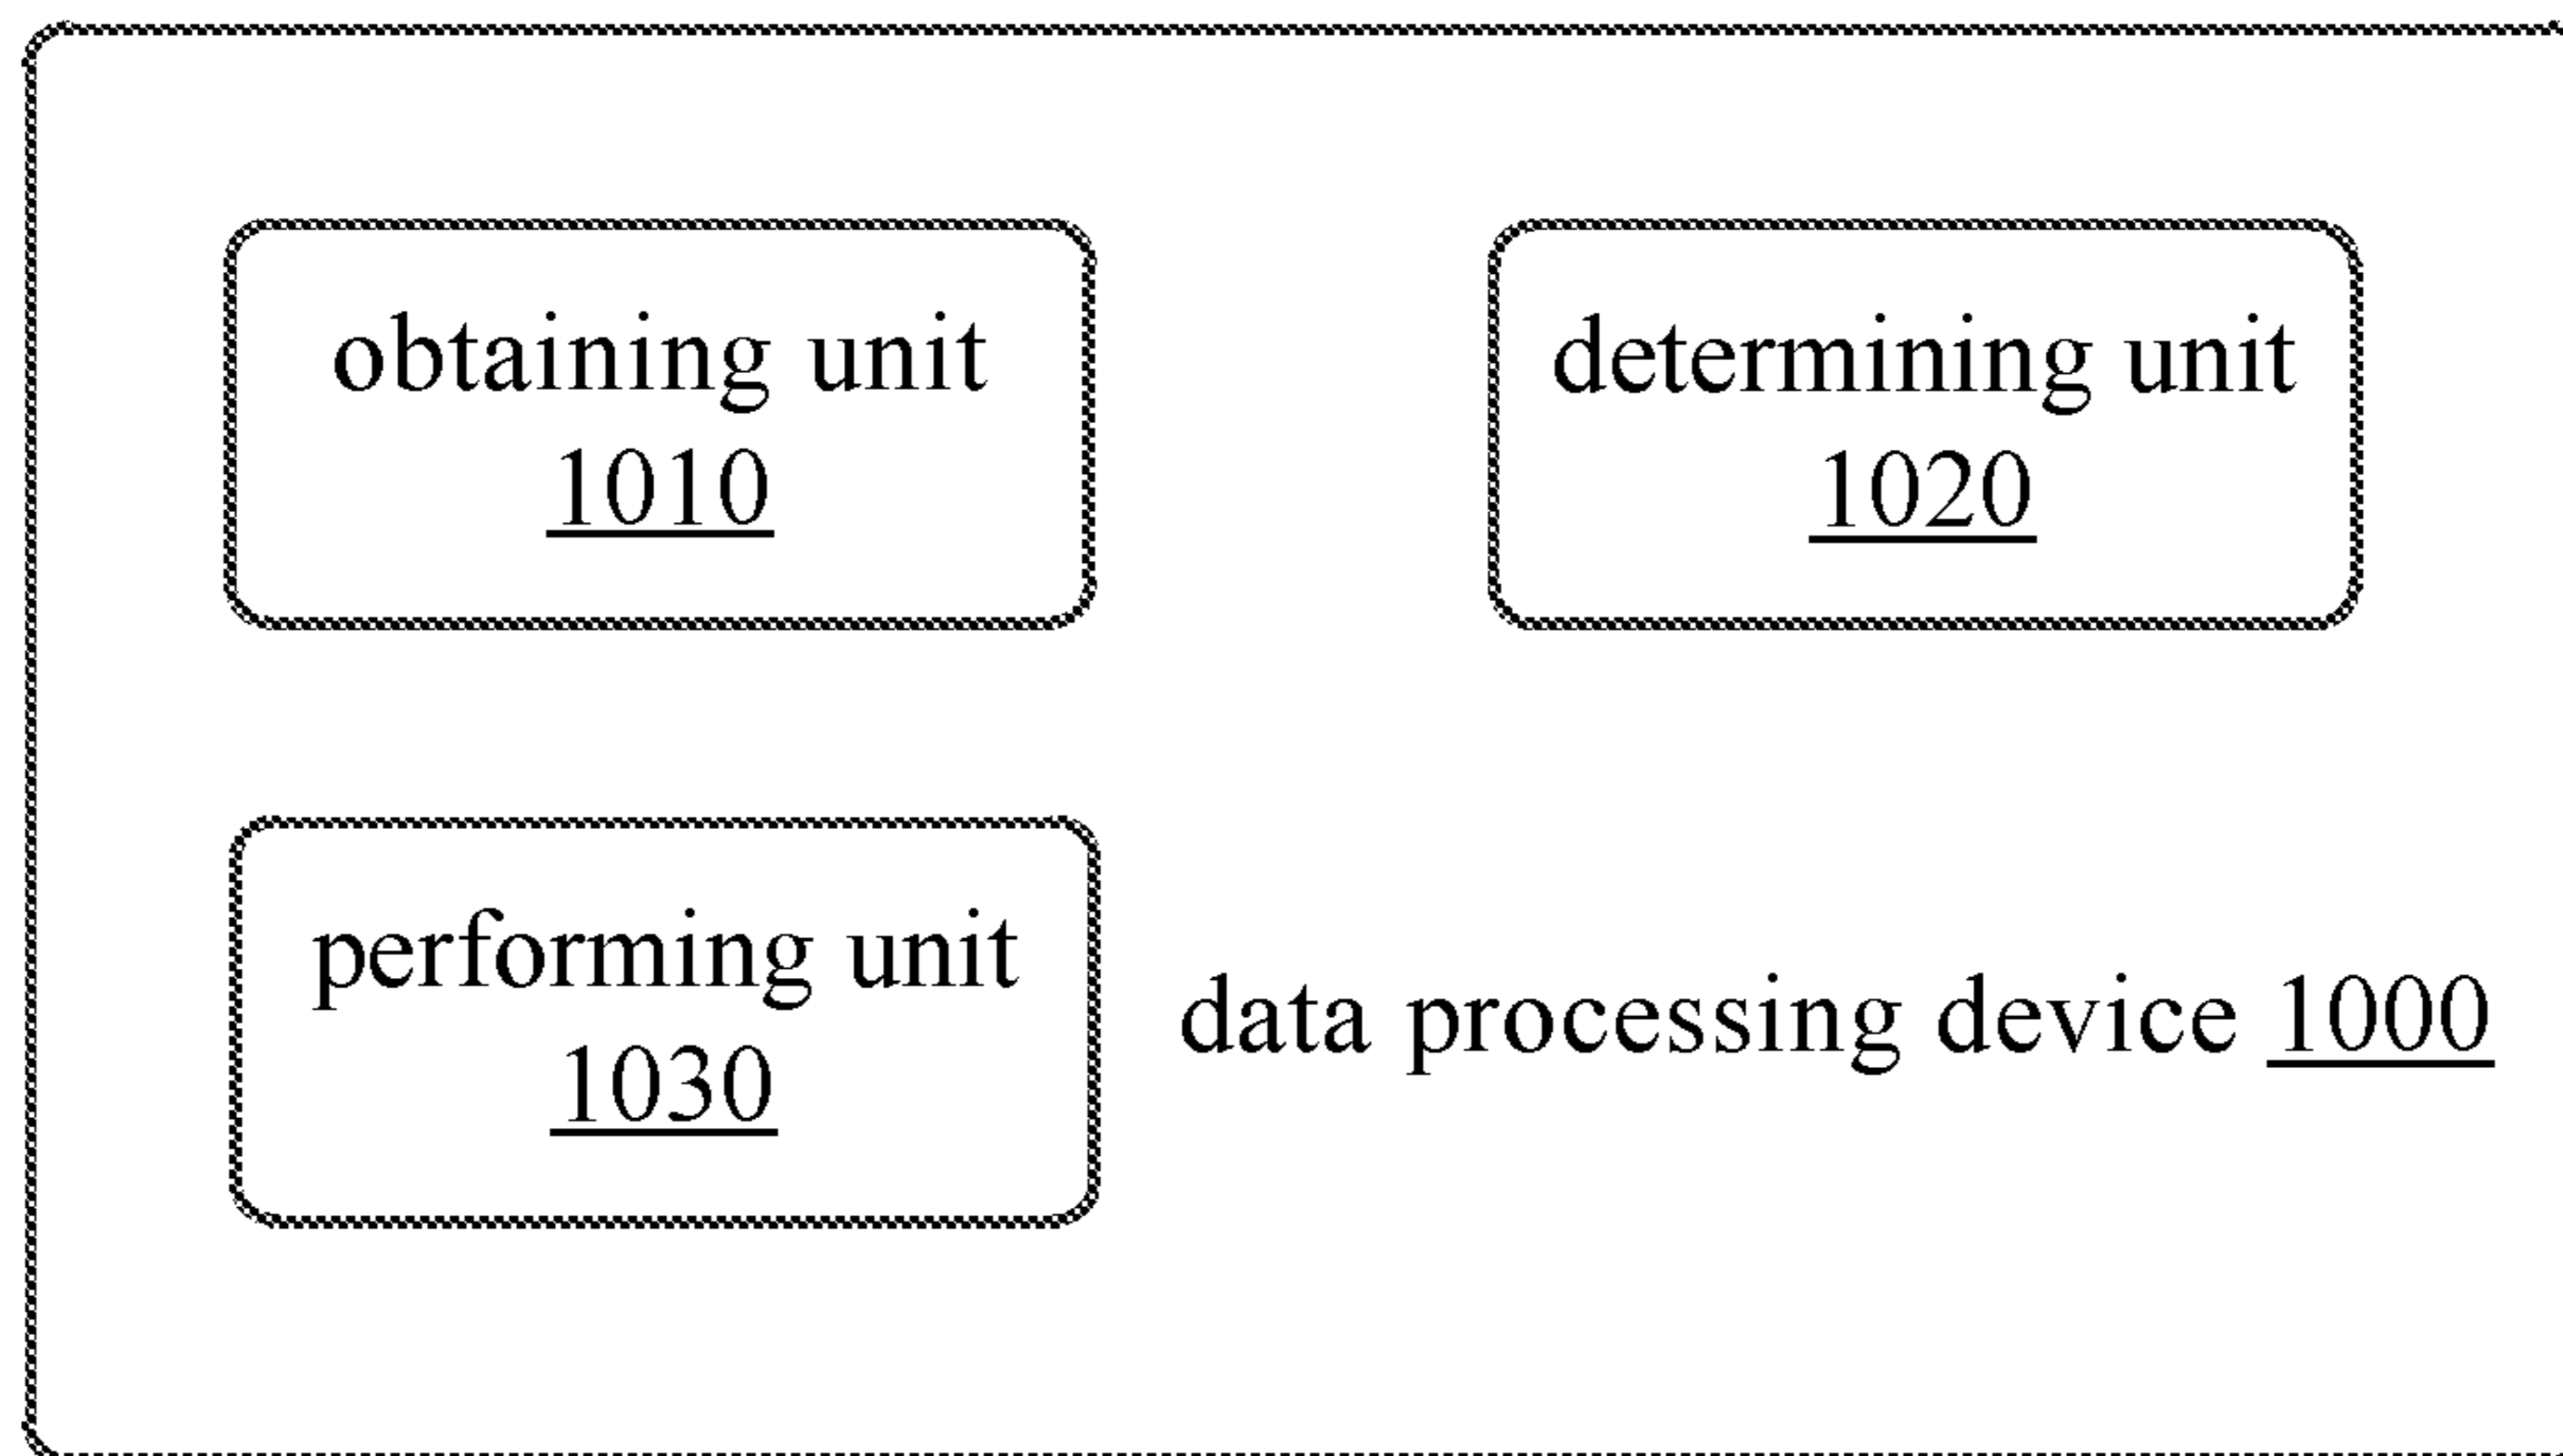 obtaining unit
1010
determining unit
1020
performing unit
1030
data processing device 1000